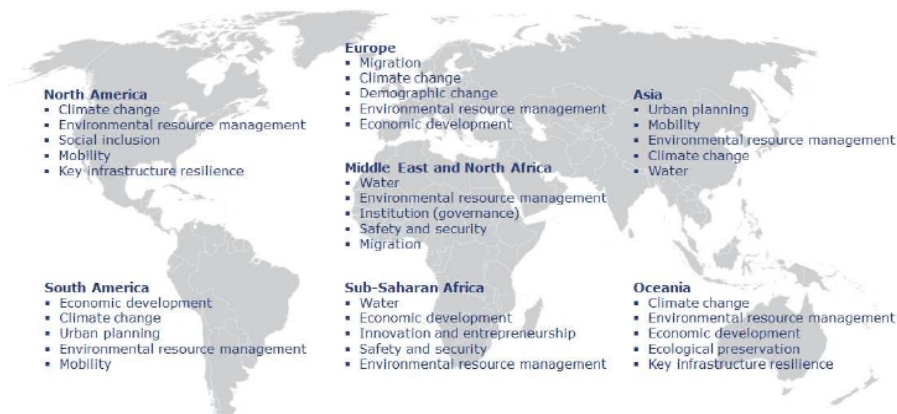 Europe
▪ Migration
▪ Climate change
▪ Demographic change
▪ Environmental resource management
▪ Economic development
North America
▪ Climate change
▪ Environmental resource management
▪ Social inclusion
▪ Mobility
▪ Key infrastructure resilience
Asia
▪ Urban planning
▪ Mobility
▪ Environmental resource management
▪ Climate change
▪ Water
Middle East and North Africa
▪ Water
▪ Environmental resource management
▪ Institution (governance)
▪ Safety and security
▪ Migration
South America
▪ Economic development
▪ Climate change
▪ Urban planning
▪ Environmental resource management
▪ Mobility
Sub-Saharan Africa
▪ Water
▪ Economic development
▪ Innovation and entrepreneurship
▪ Safety and security
▪ Environmental resource management
Oceania
▪ Climate change
▪ Environmental resource management
▪ Economic development
▪ Ecological preservation
▪ Key infrastructure resilience